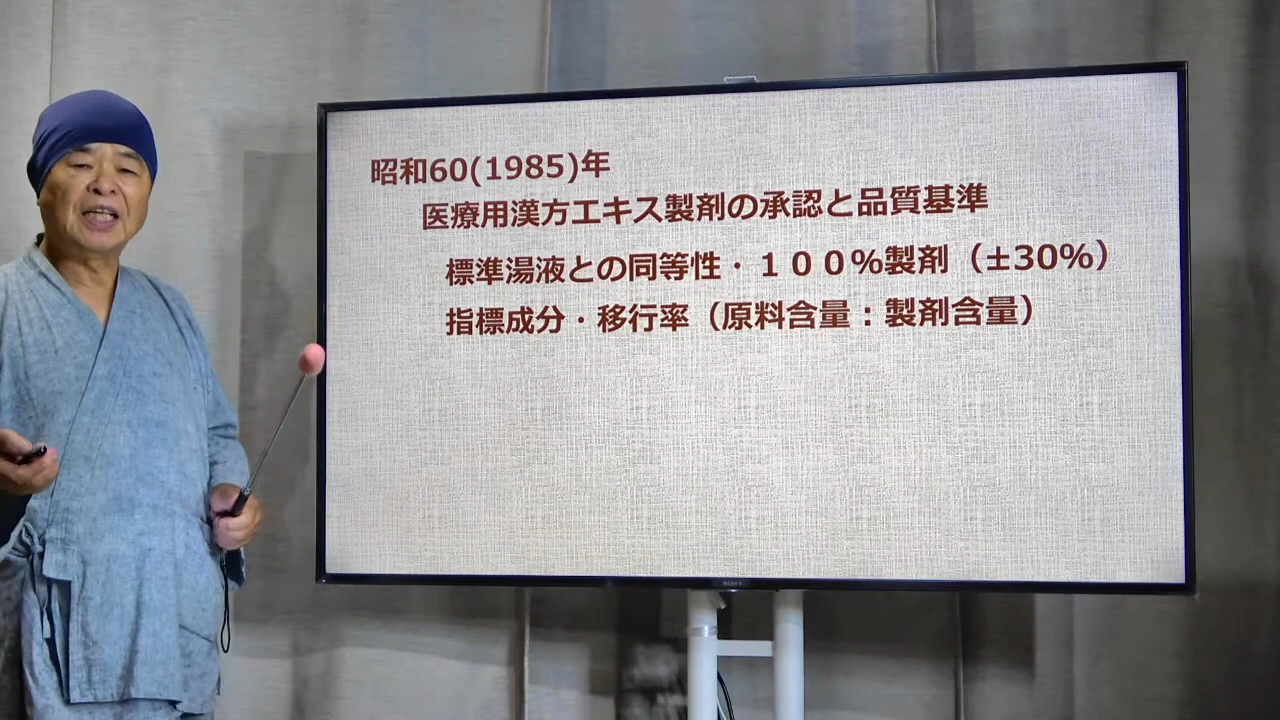 昭和60(1985)年
医療用漢方エキス製剤の承認と品質基準
標準湯液との同等性・１００%製剤（±30%）
指標成分・移行率（原料含量：製剤含量）
SONY